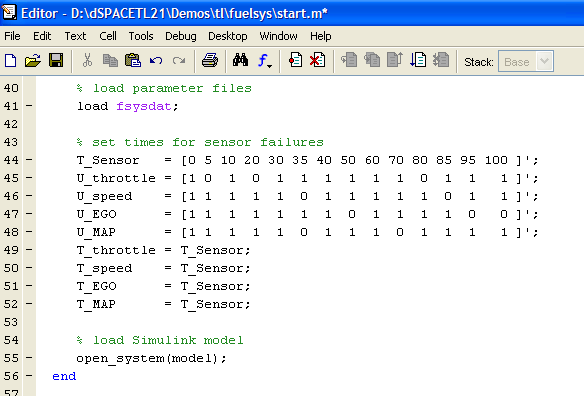 Editor - D:\dSPACETL21\Demos\tl\fuelsys\start.m*
File Edit Text Cell Tools Debug Desktop Window Help
Stack: Base
40 % load parameter files
41 - load fsysdat;
42
43 % set times for sensor failures
44 - T_Sensor = [0 5 10 20 30 35 40 50 60 70 80 85 95 100 ]';
45 - U_throttle = [1 0 1 0 1 1 1 1 1 1 0 1 1 1 ]';
46 - U_speed = [1 1 1 1 1 0 1 1 1 1 1 0 1 1 ]';
47 - U_EGO = [1 1 1 1 1 1 1 0 1 1 1 1 0 0 ]';
48 - U_MAP = [1 1 1 1 1 0 1 1 1 0 1 1 1 1 ]';
49 - T_throttle = T_Sensor;
50 - T_speed = T_Sensor;
51 - T_EGO = T_Sensor;
52 - T_MAP = T_Sensor;
53
54 % load Simulink model
55 - open_system(model);
56 - end
57